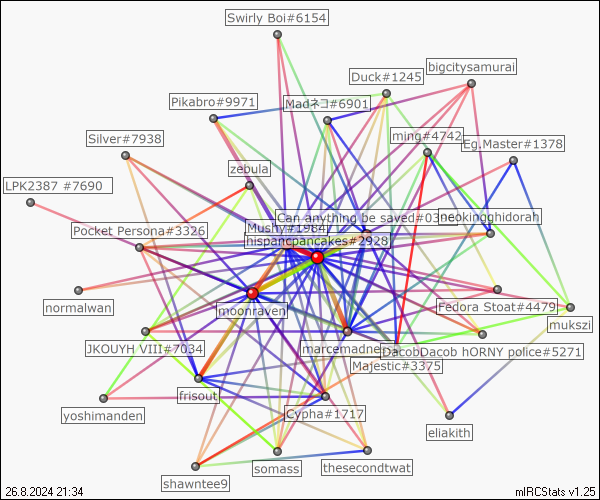 Swirly Boi#6154
bigcitysamurai
Duck#1245
Pikabro#9971
Madネコ#6901
Silver#7938
ming#4742
Eg.Master#1378
zebula
LPK2387 #7690
Can anything be saved#03
neokingghidorah
Mushy#1984
Pocket Persona#3326
hispancpancakes#2928
normalwan
moonraven
Fedora Stoat#4479
mukszi
JKOUYH VIII#7034
marcemadne
DacobDacob hORNY police#5271
Majestic#3375
frisout
yoshimanden
Cypha#1717
eliakith
somass
thesecondtwat
shawntee9
26.8.2024 21:34
mIRCStats v1.25